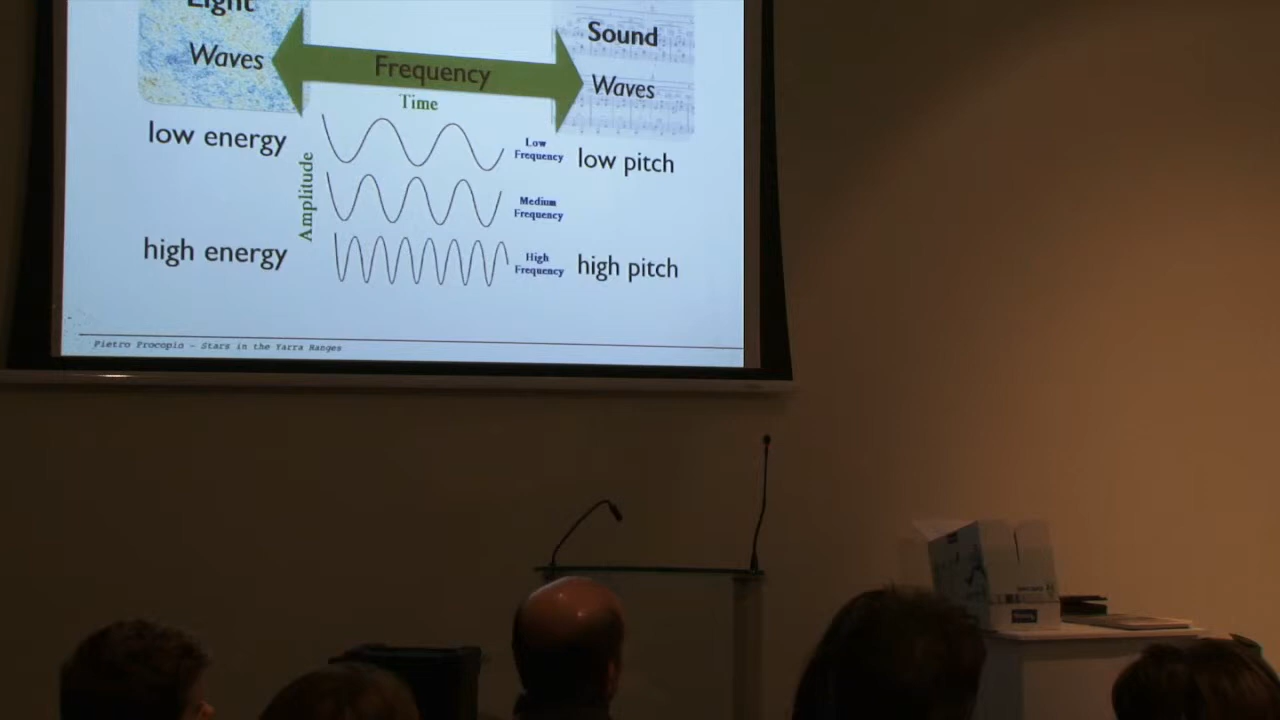 Light
Sound
Waves
Frequency
Waves
Time
low energy
Low
Frequency
low pitch
Amplitude
Medium
Frequency
high energy
High
Frequency
high pitch
Pietro Procopio - Stars in the Yarra Ranges